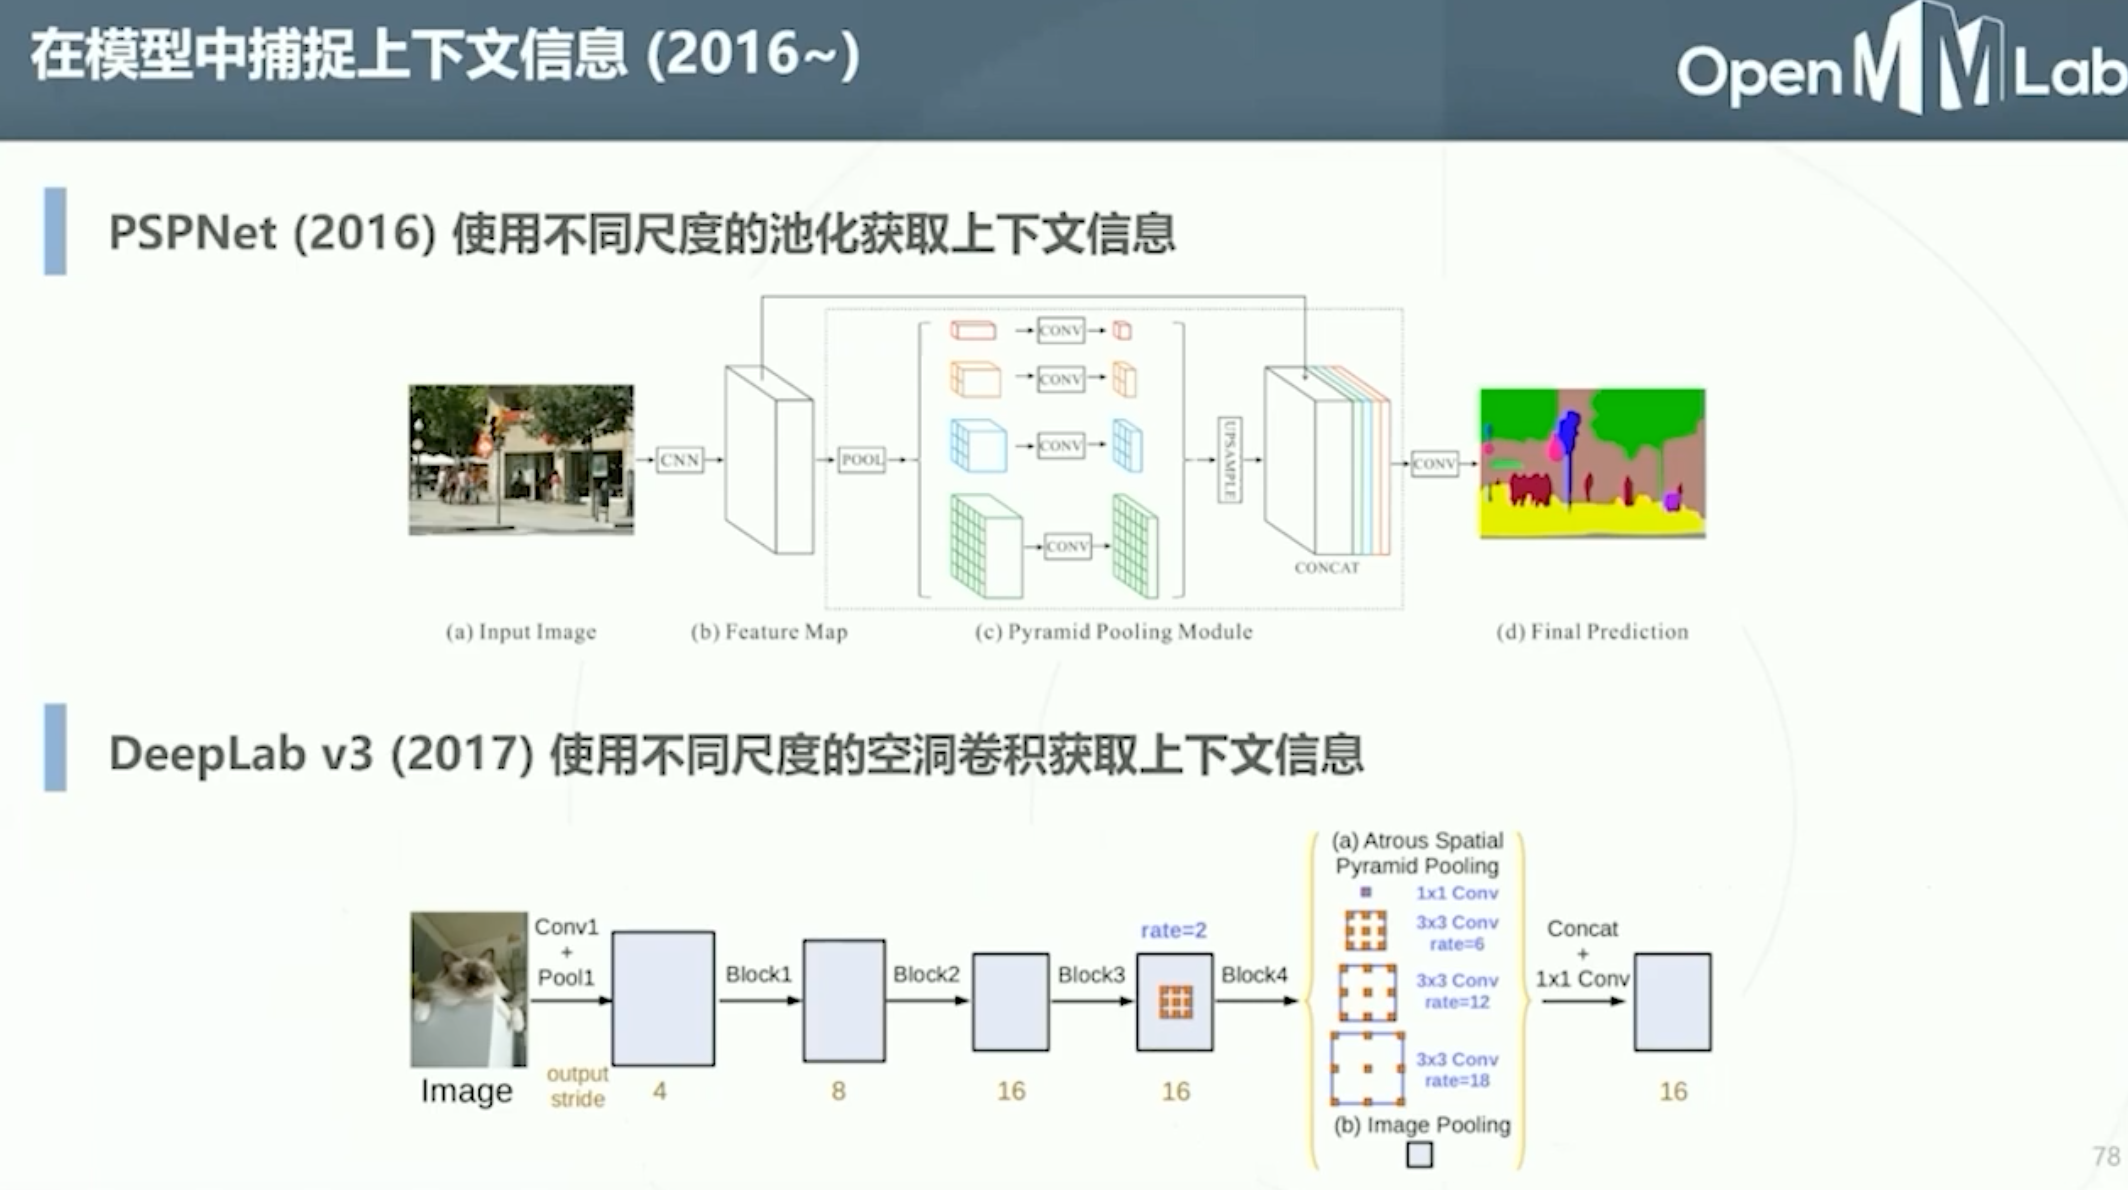 在模型中捕捉上下文信息 (2016~)
OpenMMLab
PSPNet (2016) 使用不同尺度的池化获取上下文信息
CNN
POOL
CONV
CONV
CONV
CONV
UPSAMPLE
CONCAT
CONV
(a) Input Image
(b) Feature Map
(c) Pyramid Pooling Module
(d) Final Prediction
DeepLab v3 (2017) 使用不同尺度的空洞卷积获取上下文信息
Image
Conv1
+
Pool1
output
stride
4
Block1
8
Block2
16
Block3
rate=2
16
Block4
(a) Atrous Spatial
Pyramid Pooling
1x1 Conv
3x3 Conv
rate=6
3x3 Conv
rate=12
3x3 Conv
rate=18
(b) Image Pooling
Concat
+
1x1 Conv
16
78